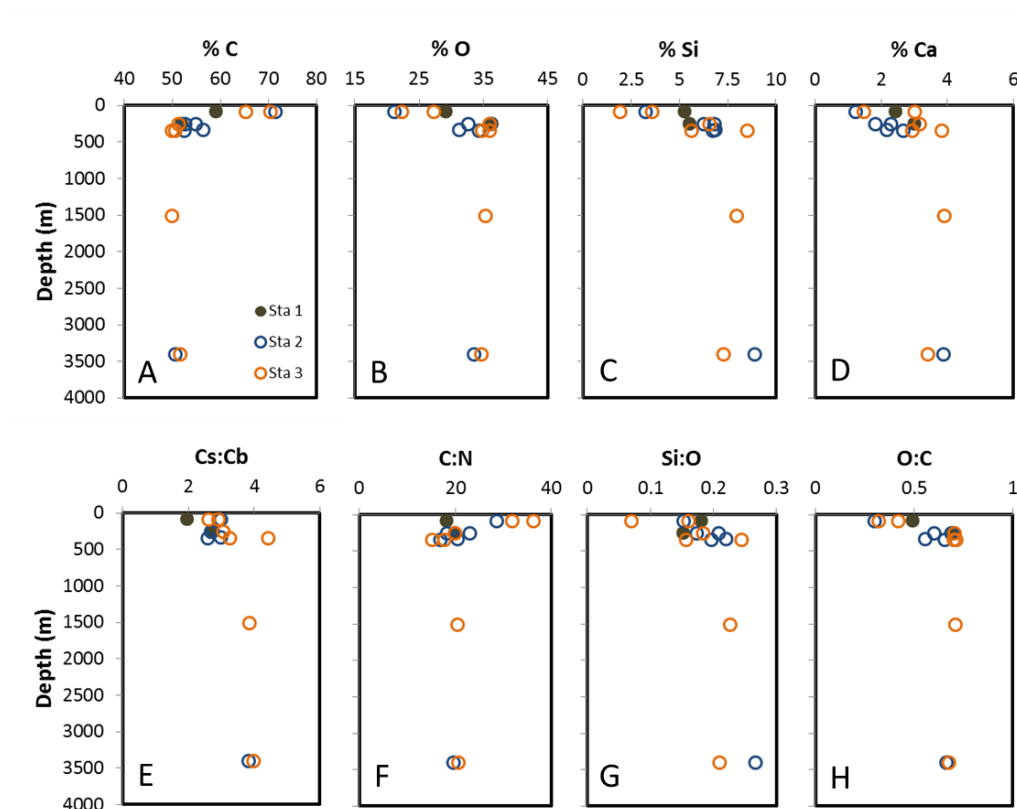 % C
% O
% Si
% Ca
40 50 60 70 80
15 25 35 45
0 2.5 5 7.5 10
0 2 4 6
0
500
1000
1500
2000
2500
3000
3500
4000
Depth (m)
Sta 1
Sta 2
Sta 3
A
B
C
D
Cs:Cb
C:N
Si:O
O:C
0 2 4 6
0 20 40
0 0.1 0.2 0.3
0 0.5 1
0
500
1000
1500
2000
2500
3000
3500
4000
Depth (m)
E
F
G
H